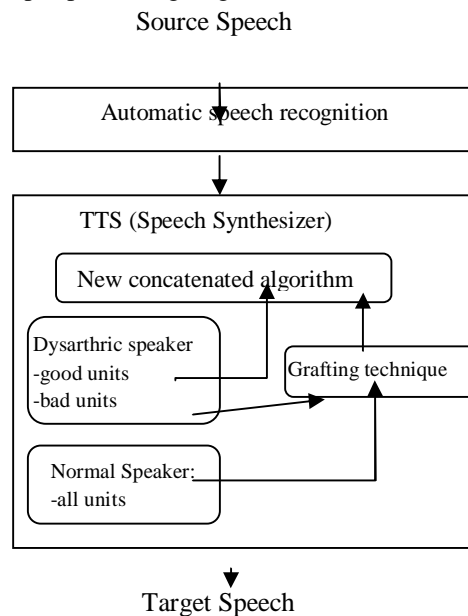 Source Speech
Automatic speech recognition
TTS (Speech Synthesizer)
New concatenated algorithm
Dysarthric speaker
-good units
-bad units
Grafting technique
Normal Speaker:
-all units
Target Speech